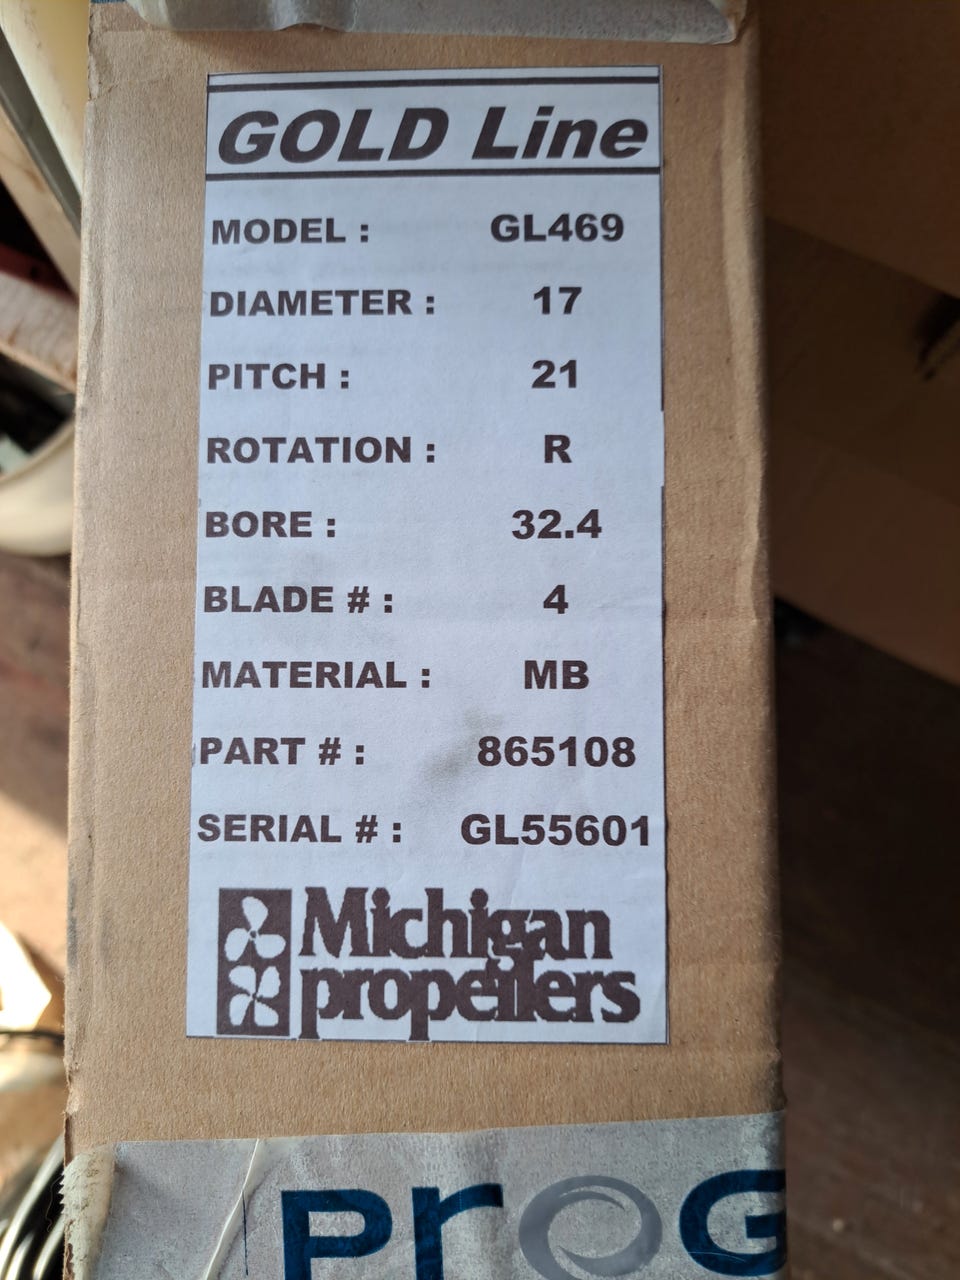 GOLD Line
MODEL : GL469
DIAMETER : 17
PITCH : 21
ROTATION : R
BORE : 32.4
BLADE # : 4
MATERIAL : MB
PART # : 865108
SERIAL # : GL55601
Michigan
propellers
PrOG